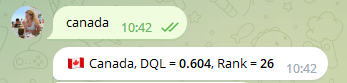 canada
10:42
🇨🇦 Canada, DQL = 0.604, Rank = 26
10:42